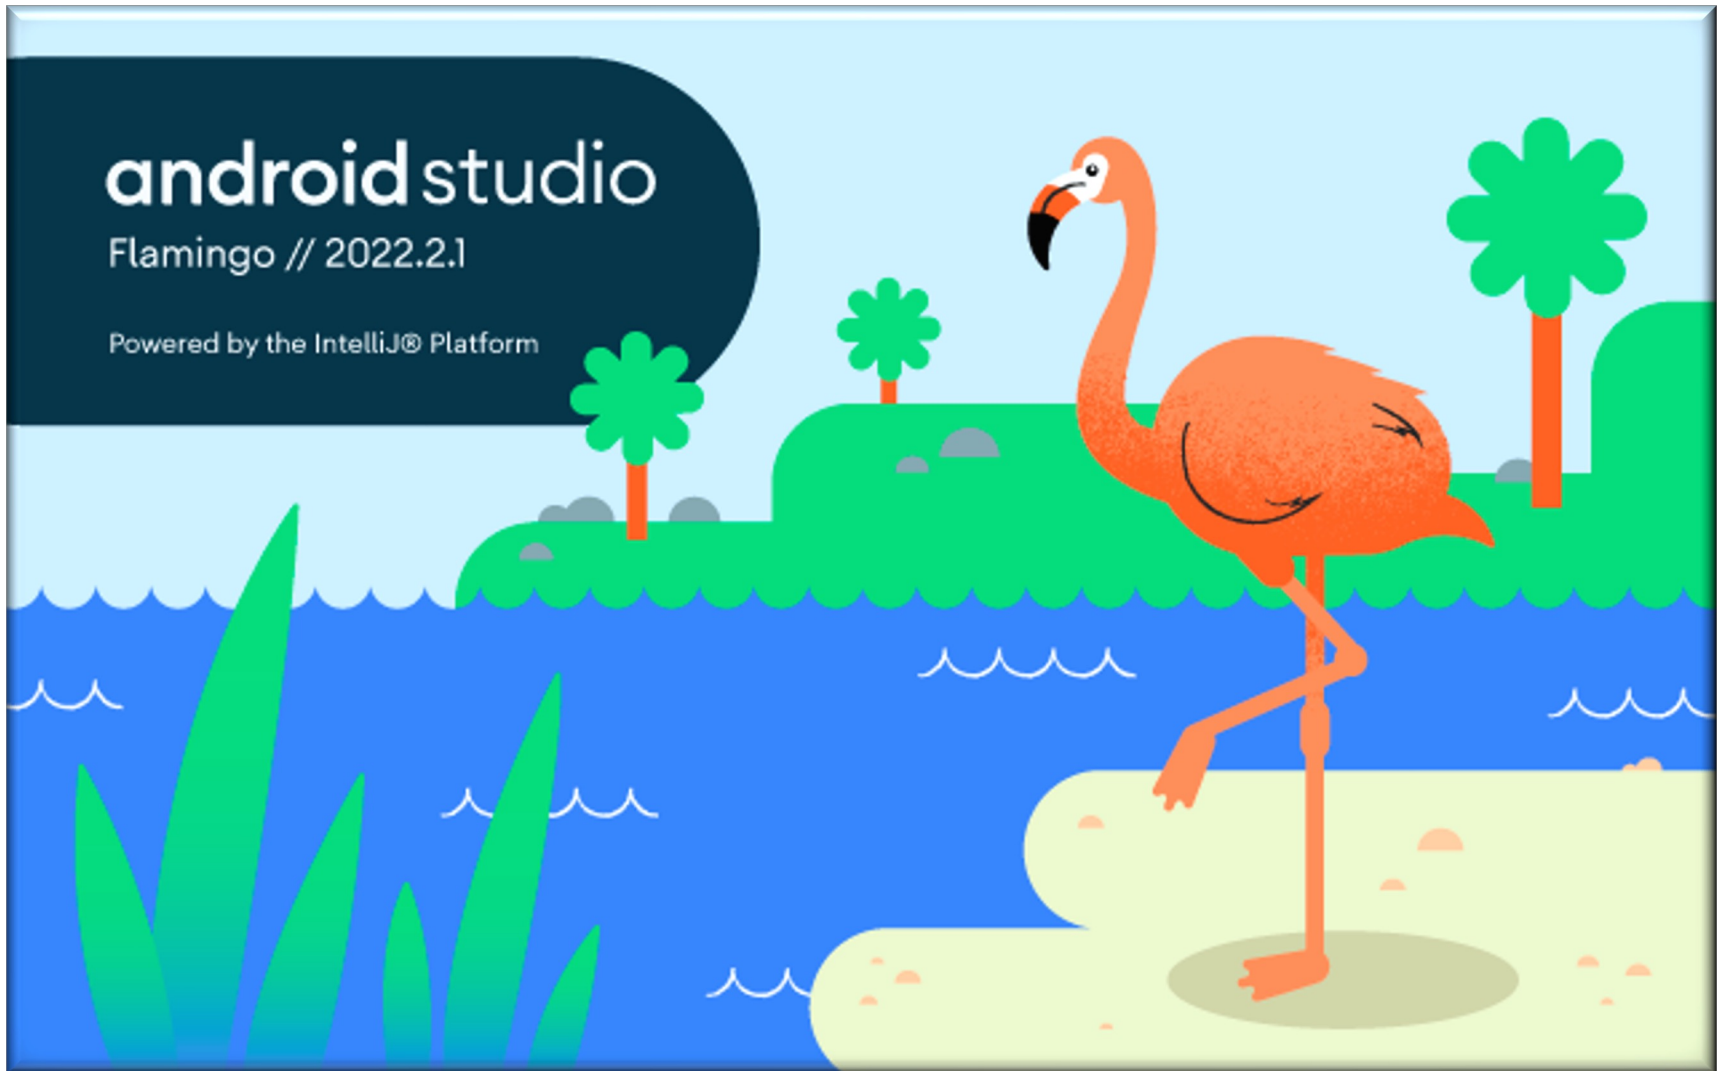 android studio
Flamingo // 2022.2.1
Powered by the IntelliJ® Platform